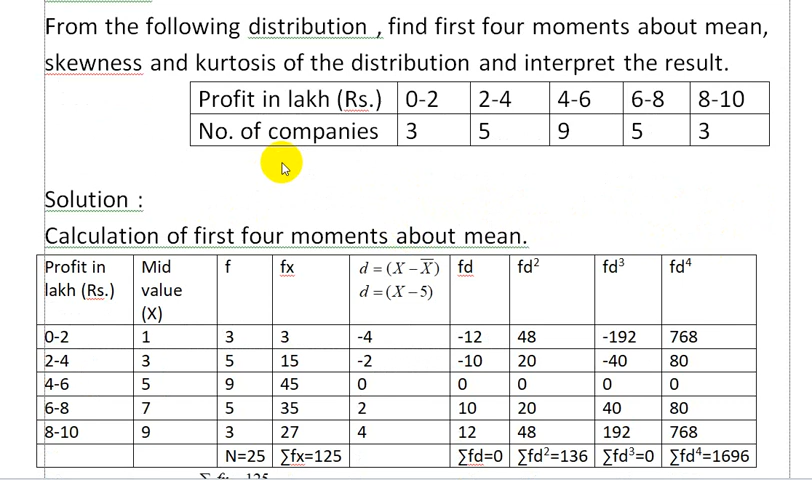 From the following distribution , find first four moments about mean,
skewness and kurtosis of the distribution and interpret the result.
Profit in lakh (Rs.) 0-2 2-4 4-6 6-8 8-10
No. of companies 3 5 9 5 3
Solution :
Calculation of first four moments about mean.
Profit in lakh (Rs.) Mid value (X) f fx d = (X − X̅) d = (X − 5) fd fd² fd³ fd⁴
0-2 1 3 3 -4 -12 48 -192 768
2-4 3 5 15 -2 -10 20 -40 80
4-6 5 9 45 0 0 0 0 0
6-8 7 5 35 2 10 20 40 80
8-10 9 3 27 4 12 48 192 768
N=25 ∑fx=125 ∑fd=0 ∑fd²=136 ∑fd³=0 ∑fd⁴=1696